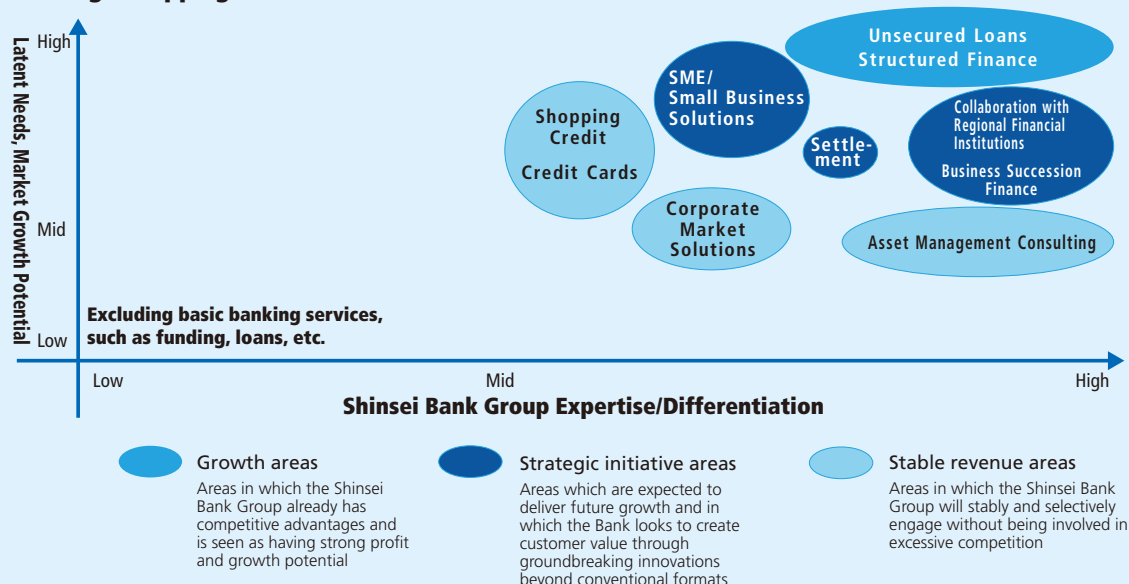 Latent Needs, Market Growth Potential
High
Mid
Low
Unsecured Loans
Structured Finance
SME/
Small Business
Solutions
Shopping
Credit
Credit Cards
Settle-
ment
Collaboration with
Regional Financial
Institutions
Business Succession
Finance
Corporate
Market
Solutions
Asset Management Consulting
Excluding basic banking services,
such as funding, loans, etc.
Low
Mid
High
Shinsei Bank Group Expertise/Differentiation
Growth areas
Areas in which the Shinsei
Bank Group already has
competitive advantages and
is seen as having strong profit
and growth potential
Strategic initiative areas
Areas which are expected to
deliver future growth and in
which the Bank looks to create
customer value through
groundbreaking innovations
beyond conventional formats
Stable revenue areas
Areas in which the Shinsei Bank
Group will stably and selectively
engage without being involved in
excessive competition